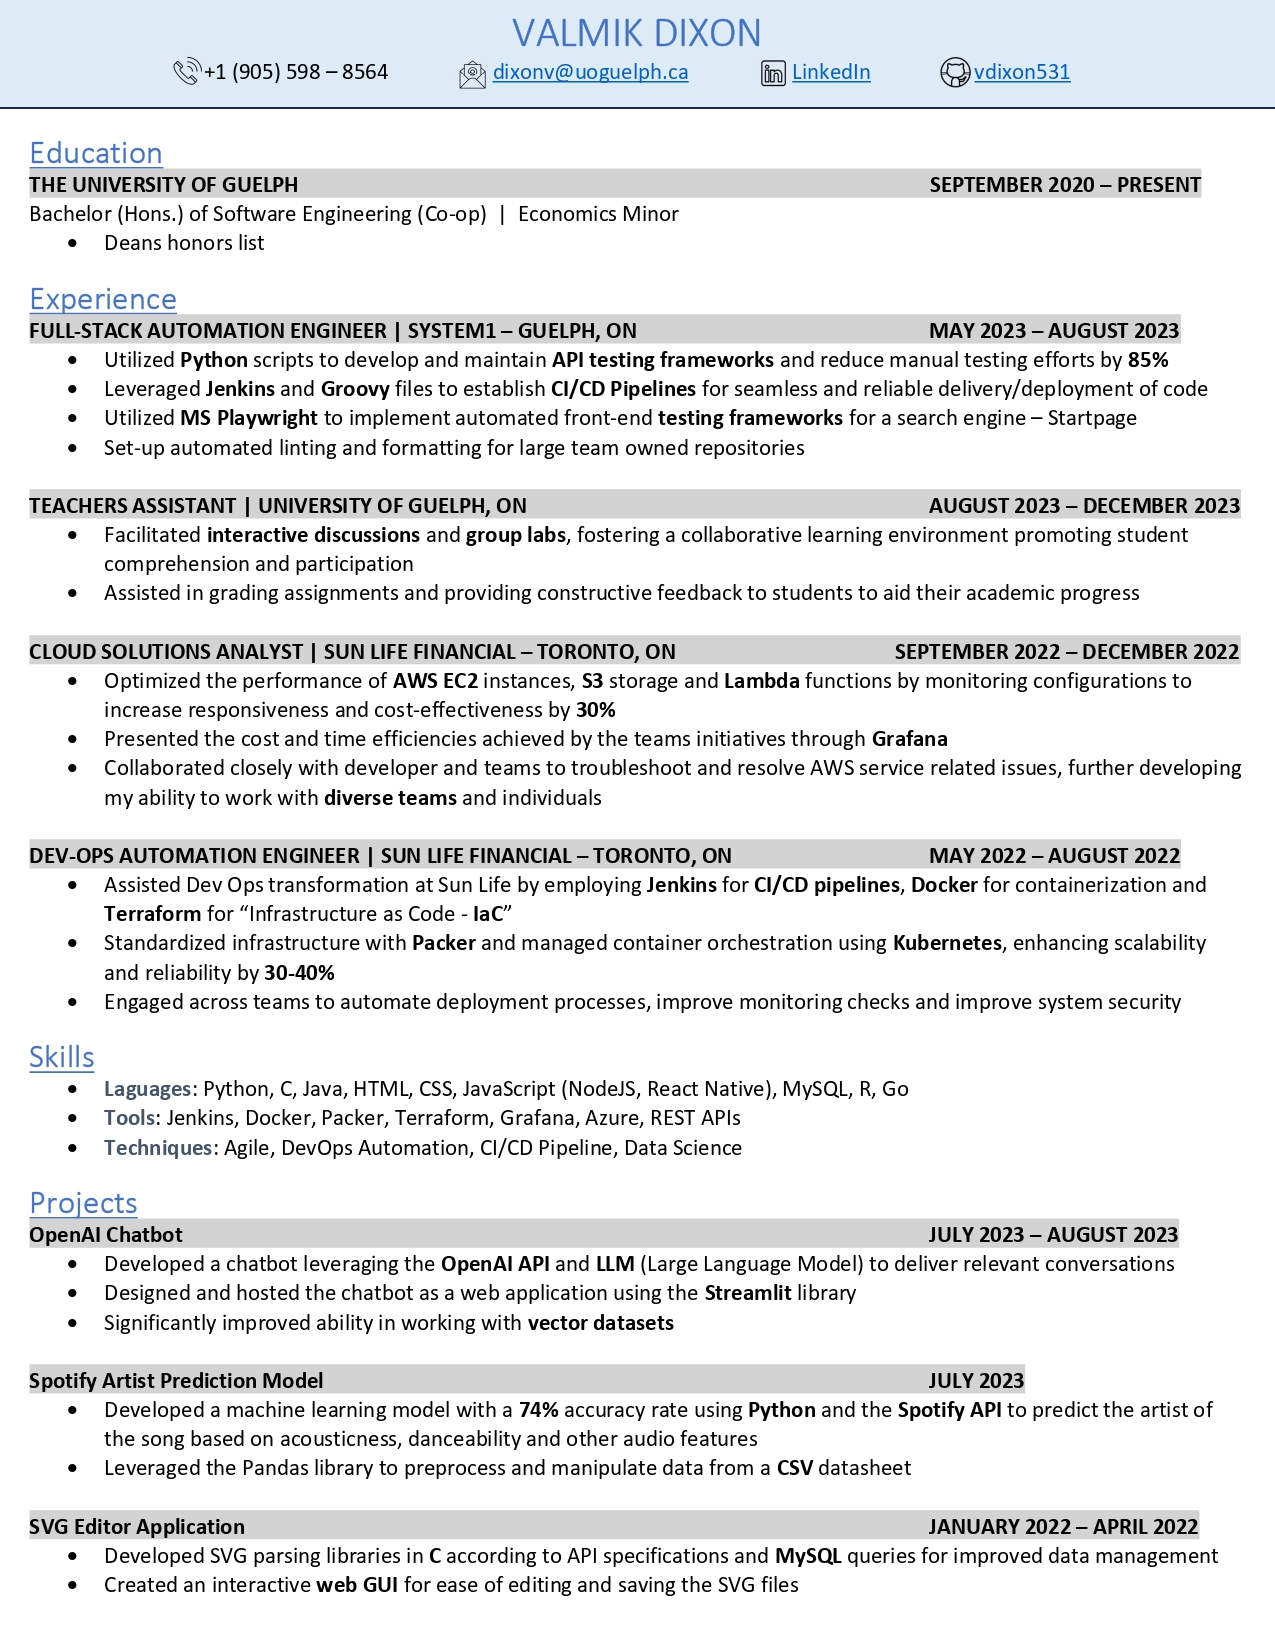 VALMIK DIXON
+1 (905) 598 – 8564 dixonv@uoguelph.ca LinkedIn vdixon531
Education
THE UNIVERSITY OF GUELPH SEPTEMBER 2020 – PRESENT
Bachelor (Hons.) of Software Engineering (Co-op) | Economics Minor
• Deans honors list
Experience
FULL-STACK AUTOMATION ENGINEER | SYSTEM1 – GUELPH, ON MAY 2023 – AUGUST 2023
• Utilized Python scripts to develop and maintain API testing frameworks and reduce manual testing efforts by 85%
• Leveraged Jenkins and Groovy files to establish CI/CD Pipelines for seamless and reliable delivery/deployment of code
• Utilized MS Playwright to implement automated front-end testing frameworks for a search engine – Startpage
• Set-up automated linting and formatting for large team owned repositories
TEACHERS ASSISTANT | UNIVERSITY OF GUELPH, ON AUGUST 2023 – DECEMBER 2023
• Facilitated interactive discussions and group labs, fostering a collaborative learning environment promoting student
comprehension and participation
• Assisted in grading assignments and providing constructive feedback to students to aid their academic progress
CLOUD SOLUTIONS ANALYST | SUN LIFE FINANCIAL – TORONTO, ON SEPTEMBER 2022 – DECEMBER 2022
• Optimized the performance of AWS EC2 instances, S3 storage and Lambda functions by monitoring configurations to
increase responsiveness and cost-effectiveness by 30%
• Presented the cost and time efficiencies achieved by the teams initiatives through Grafana
• Collaborated closely with developer and teams to troubleshoot and resolve AWS service related issues, further developing
my ability to work with diverse teams and individuals
DEV-OPS AUTOMATION ENGINEER | SUN LIFE FINANCIAL – TORONTO, ON MAY 2022 – AUGUST 2022
• Assisted Dev Ops transformation at Sun Life by employing Jenkins for CI/CD pipelines, Docker for containerization and
Terraform for “Infrastructure as Code - IaC”
• Standardized infrastructure with Packer and managed container orchestration using Kubernetes, enhancing scalability
and reliability by 30-40%
• Engaged across teams to automate deployment processes, improve monitoring checks and improve system security
Skills
• Laguages: Python, C, Java, HTML, CSS, JavaScript (NodeJS, React Native), MySQL, R, Go
• Tools: Jenkins, Docker, Packer, Terraform, Grafana, Azure, REST APIs
• Techniques: Agile, DevOps Automation, CI/CD Pipeline, Data Science
Projects
OpenAI Chatbot JULY 2023 – AUGUST 2023
• Developed a chatbot leveraging the OpenAI API and LLM (Large Language Model) to deliver relevant conversations
• Designed and hosted the chatbot as a web application using the Streamlit library
• Significantly improved ability in working with vector datasets
Spotify Artist Prediction Model JULY 2023
• Developed a machine learning model with a 74% accuracy rate using Python and the Spotify API to predict the artist of
the song based on acousticness, danceability and other audio features
• Leveraged the Pandas library to preprocess and manipulate data from a CSV datasheet
SVG Editor Application JANUARY 2022 – APRIL 2022
• Developed SVG parsing libraries in C according to API specifications and MySQL queries for improved data management
• Created an interactive web GUI for ease of editing and saving the SVG files